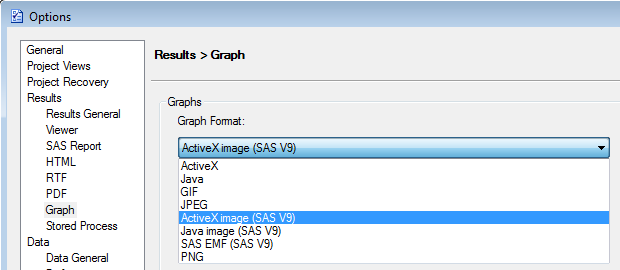 Options
General
Project Views
Project Recovery
Results
Results General
Viewer
SAS Report
HTML
RTF
PDF
Graph
Stored Process
Data
Data General
Results > Graph
Graphs
Graph Format:
ActiveX image (SAS V9)
ActiveX
Java
GIF
JPEG
ActiveX image (SAS V9)
Java image (SAS V9)
SAS EMF (SAS V9)
PNG